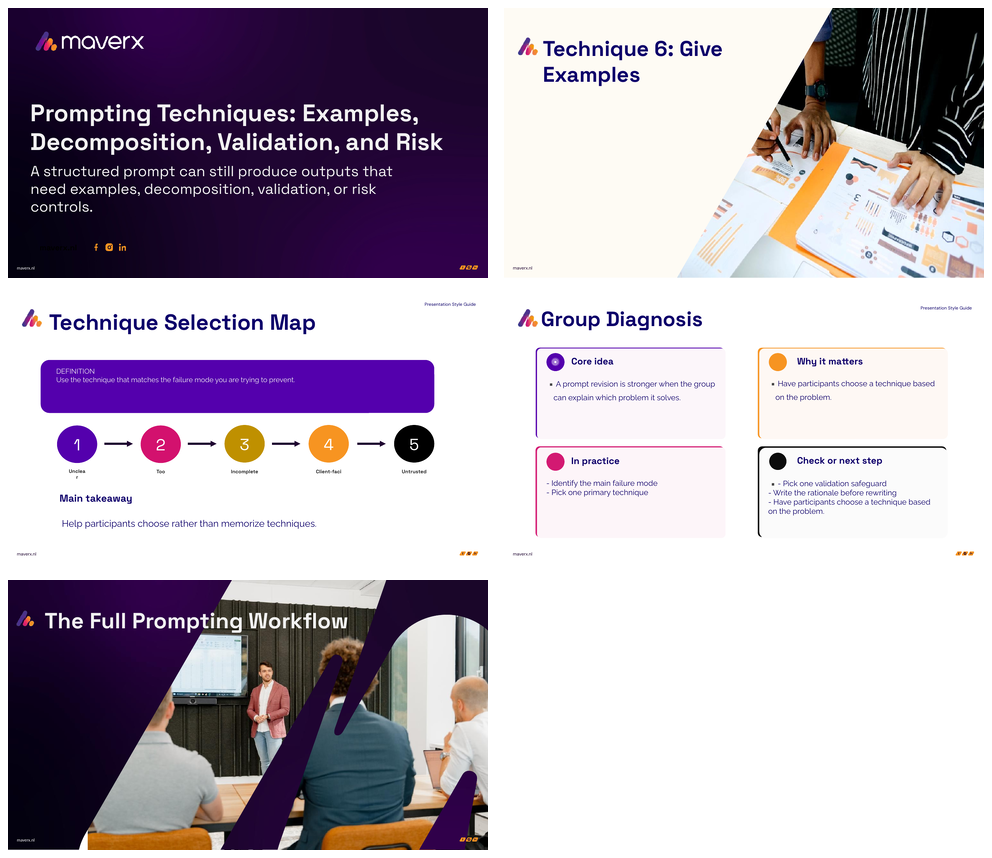 maverx
Prompting Techniques: Examples,
Decomposition, Validation, and Risk
A structured prompt can still produce outputs that
need examples, decomposition, validation, or risk
controls.
maverx.nl
Technique 6: Give
Examples
maverx.nl
Presentation Style Guide
Technique Selection Map
DEFINITION
Use the technique that matches the failure mode you are trying to prevent.
1
2
3
4
5
Unclea
r
Too
Incomplete
Client-faci
Untrusted
Main takeaway
Help participants choose rather than memorize techniques.
maverx.nl
Presentation Style Guide
Group Diagnosis
Core idea
A prompt revision is stronger when the group
can explain which problem it solves.
Why it matters
Have participants choose a technique based
on the problem.
In practice
- Identify the main failure mode
- Pick one primary technique
Check or next step
- Pick one validation safeguard
- Write the rationale before rewriting
- Have participants choose a technique based
on the problem.
maverx.nl
The Full Prompting Workflow
maverx.nl